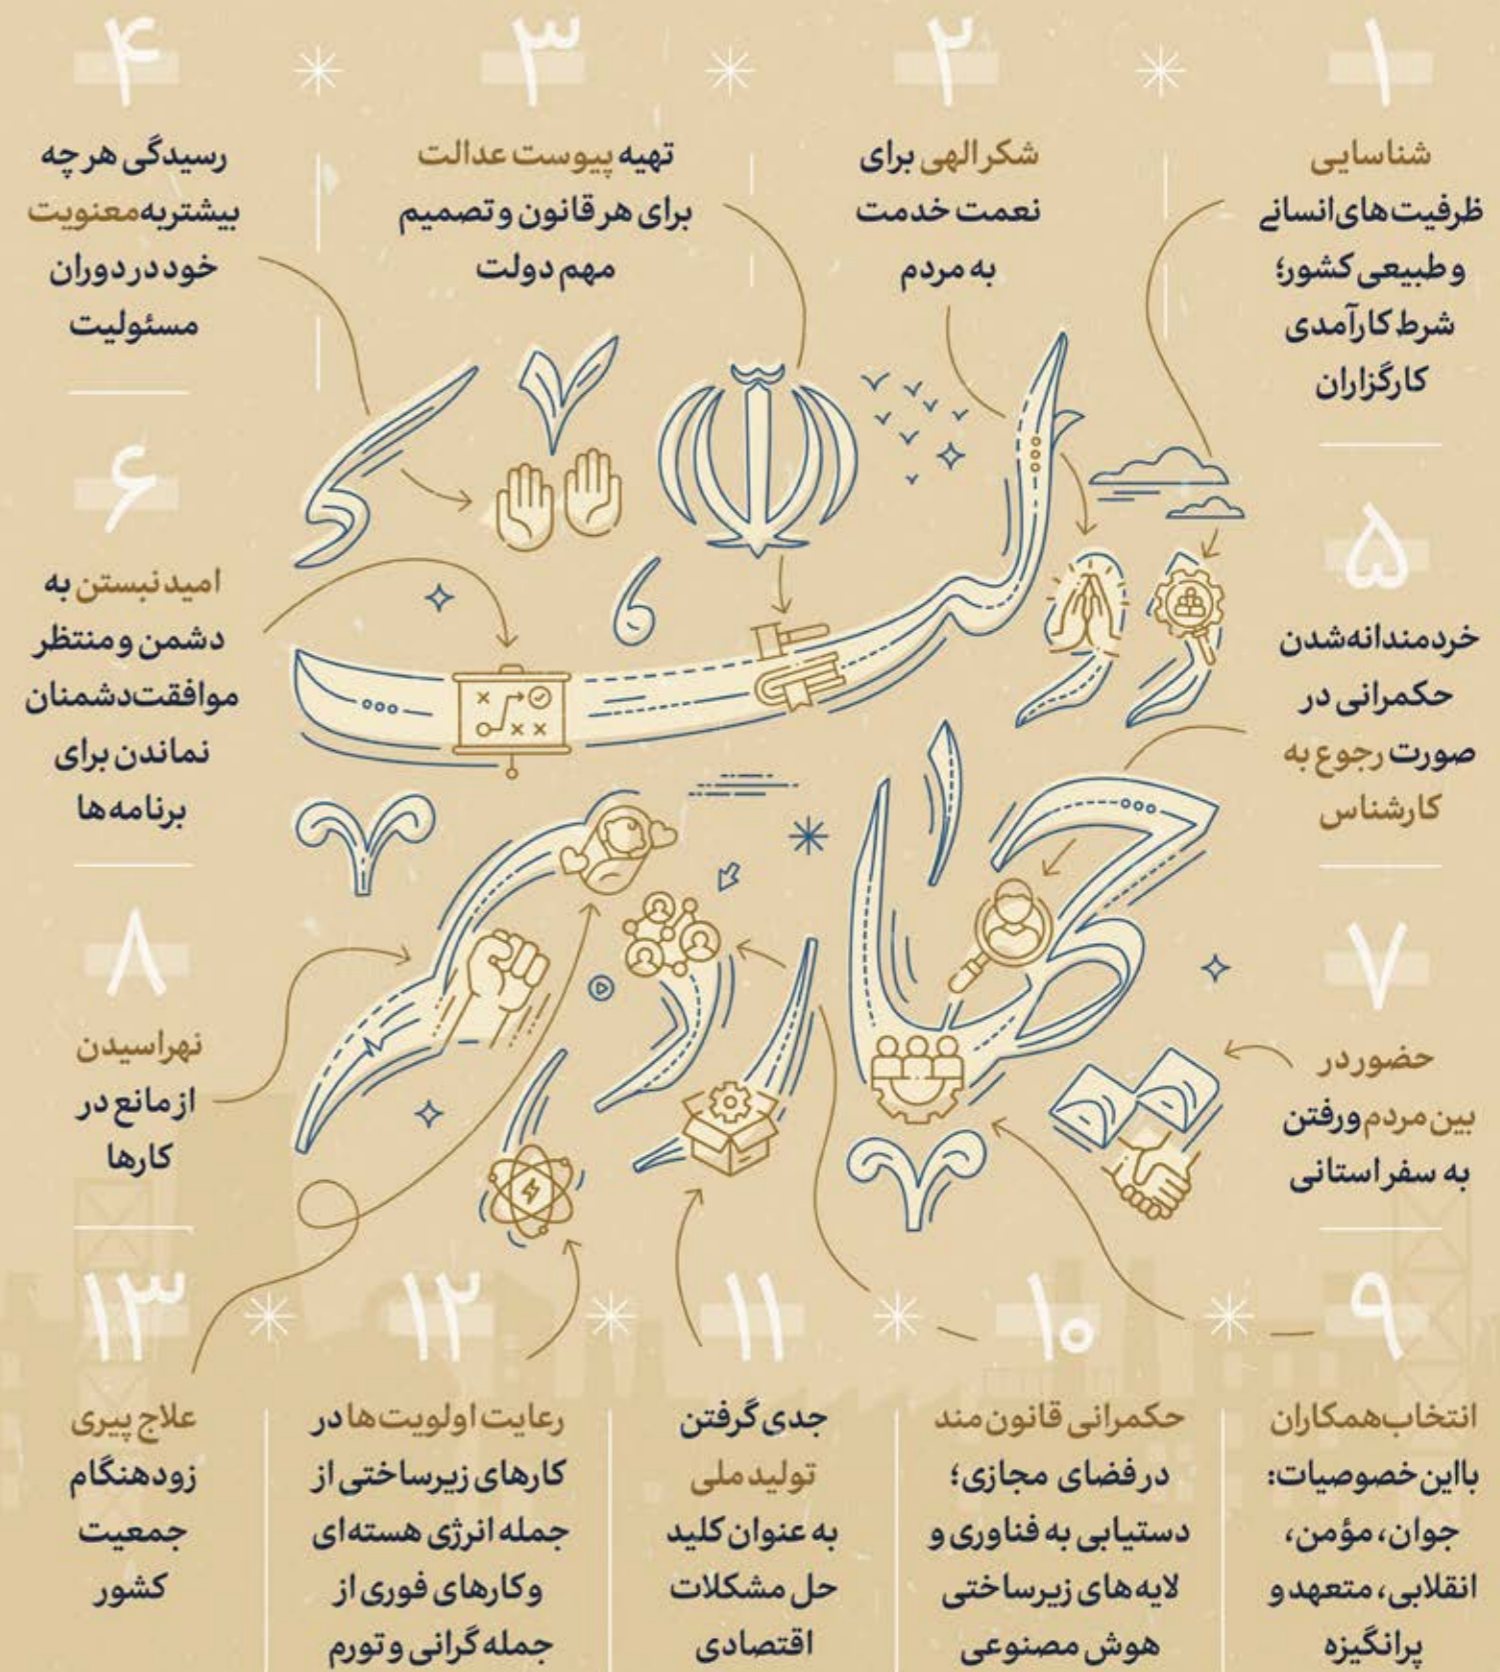 ۱
شناسایی
ظرفیت‌های انسانی
و طبیعی کشور؛
شرط کارآمدی
کارگزاران
۲
شکر الهی برای
نعمت خدمت
به مردم
۳
تهیه پیوست عدالت
برای هر قانون و تصمیم
مهم دولت
۴
رسیدگی هر چه
بیشتر به معنویت
خود در دوران
مسئولیت
دولت
چهاردهم
۵
خردمندانه شدن
حکمرانی در
صورت رجوع به
کارشناس
۶
امید نبستن به
دشمن و منتظر
موافقت دشمنان
نماندن برای
برنامه‌ها
۷
حضور در
بین مردم و رفتن
به سفر استانی
۸
نهراسیدن
از مانع در
کارها
۹
انتخاب همکاران
با این خصوصیات:
جوان، مؤمن،
انقلابی، متعهد و
پرانگیزه
۱۰
حکمرانی قانون‌مند
در فضای مجازی؛
دستیابی به فناوری و
لایه‌های زیرساختی
هوش مصنوعی
۱۱
جدی گرفتن
تولید ملی
به عنوان کلید
حل مشکلات
اقتصادی
۱۲
رعایت اولویت‌ها در
کارهای زیرساختی از
جمله انرژی هسته‌ای
و کارهای فوری از
جمله گرانی و تورم
۱۳
علاج پیری
زودهنگام
جمعیت
کشور